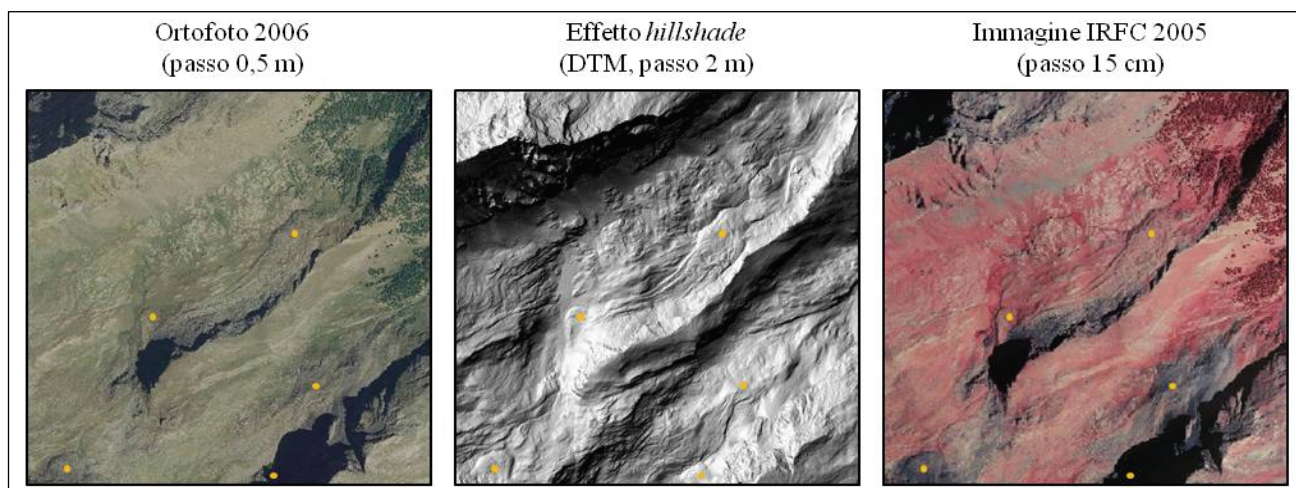 Ortofoto 2006
(passo 0,5 m)
Effetto hillshade
(DTM, passo 2 m)
Immagine IRFC 2005
(passo 15 cm)